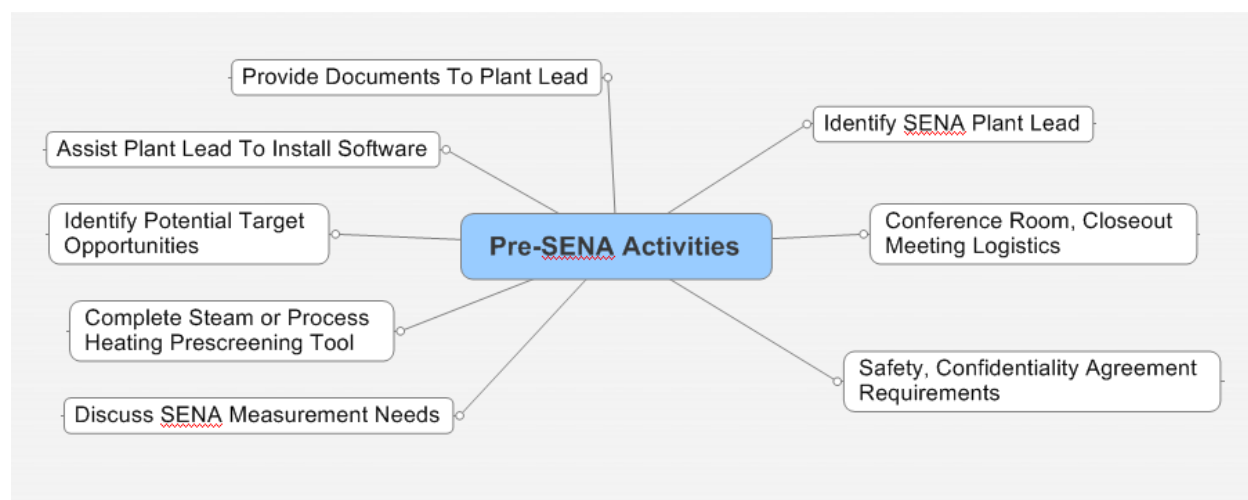 Provide Documents To Plant Lead
Identify SENA Plant Lead
Assist Plant Lead To Install Software
Identify Potential Target
Opportunities
Conference Room, Closeout
Meeting Logistics
Pre-SENA Activities
Complete Steam or Process
Heating Prescreening Tool
Safety, Confidentiality Agreement
Requirements
Discuss SENA Measurement Needs